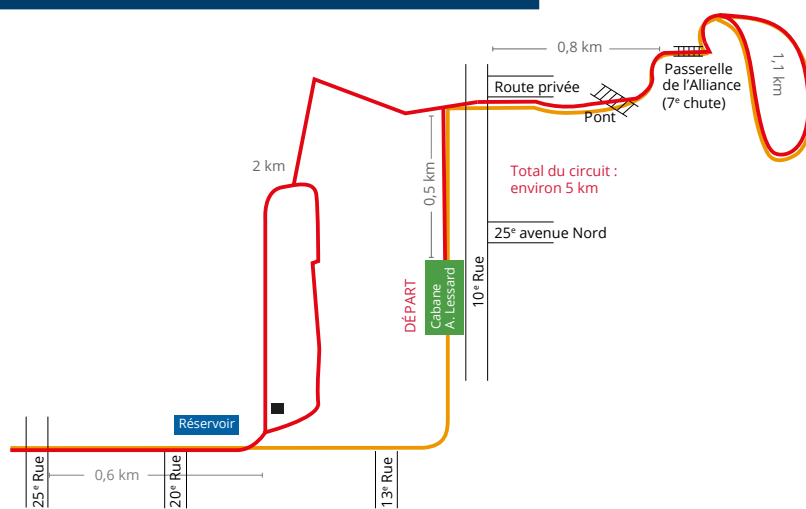 0,8 km
1,1 km
Passerelle
de l’Alliance
(7e chute)
Route privée
Pont
2 km
0,5 km
Total du circuit :
environ 5 km
25e avenue Nord
10e Rue
DÉPART
Cabane
A. Lessard
Réservoir
25e Rue
0,6 km
20e Rue
13e Rue